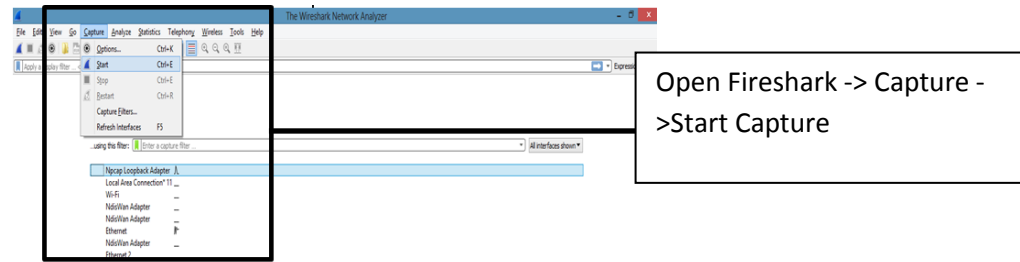 The Wireshark Network Analyzer
File Edit View Go Capture Analyze Statistics Telephony Wireless Tools Help
Options... Ctrl+K
Apply a display filter ...
Expression
Start Ctrl+E
Stop Ctrl+E
Restart Ctrl+R
Capture Filters...
Refresh Interfaces F5
...using this filter: Enter a capture filter ... All interfaces shown
Npcap Loopback Adapter
Local Area Connection* 11
Wi-Fi
NdisWan Adapter
NdisWan Adapter
Ethernet
NdisWan Adapter
Ethernet 2
Open Fireshark -> Capture -
>Start Capture